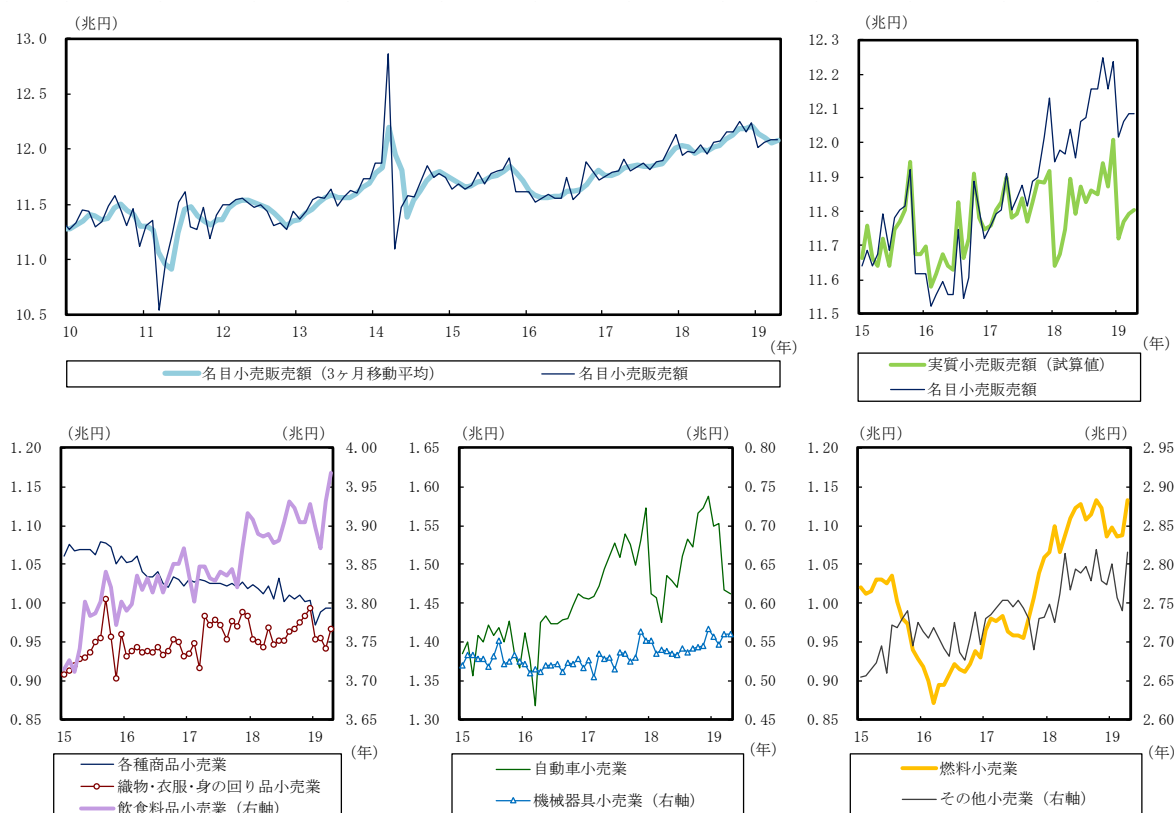 （兆円）
13.0
12.5
12.0
11.5
11.0
10.5
10 11 12 13 14 15 16 17 18 19
（年）
名目小売販売額（3ヶ月移動平均） 名目小売販売額
（兆円）
12.3
12.2
12.1
12.0
11.9
11.8
11.7
11.6
11.5
15 16 17 18 19
（年）
実質小売販売額（試算値）
名目小売販売額
（兆円） （兆円）
1.20 4.00
1.15 3.95
1.10 3.90
1.05 3.85
1.00 3.80
0.95 3.75
0.90 3.70
0.85 3.65
15 16 17 18 19
（年）
各種商品小売業
織物・衣服・身の回り品小売業
飲食料品小売業（右軸）
（兆円） （兆円）
1.65 0.80
1.60 0.75
1.55 0.70
1.50 0.65
1.45 0.60
1.40 0.55
1.35 0.50
1.30 0.45
15 16 17 18 19
（年）
自動車小売業
機械器具小売業（右軸）
（兆円） （兆円）
1.20 2.95
1.15 2.90
1.10 2.85
1.05 2.80
1.00 2.75
0.95 2.70
0.90 2.65
0.85 2.60
15 16 17 18 19
（年）
燃料小売業
その他小売業（右軸）